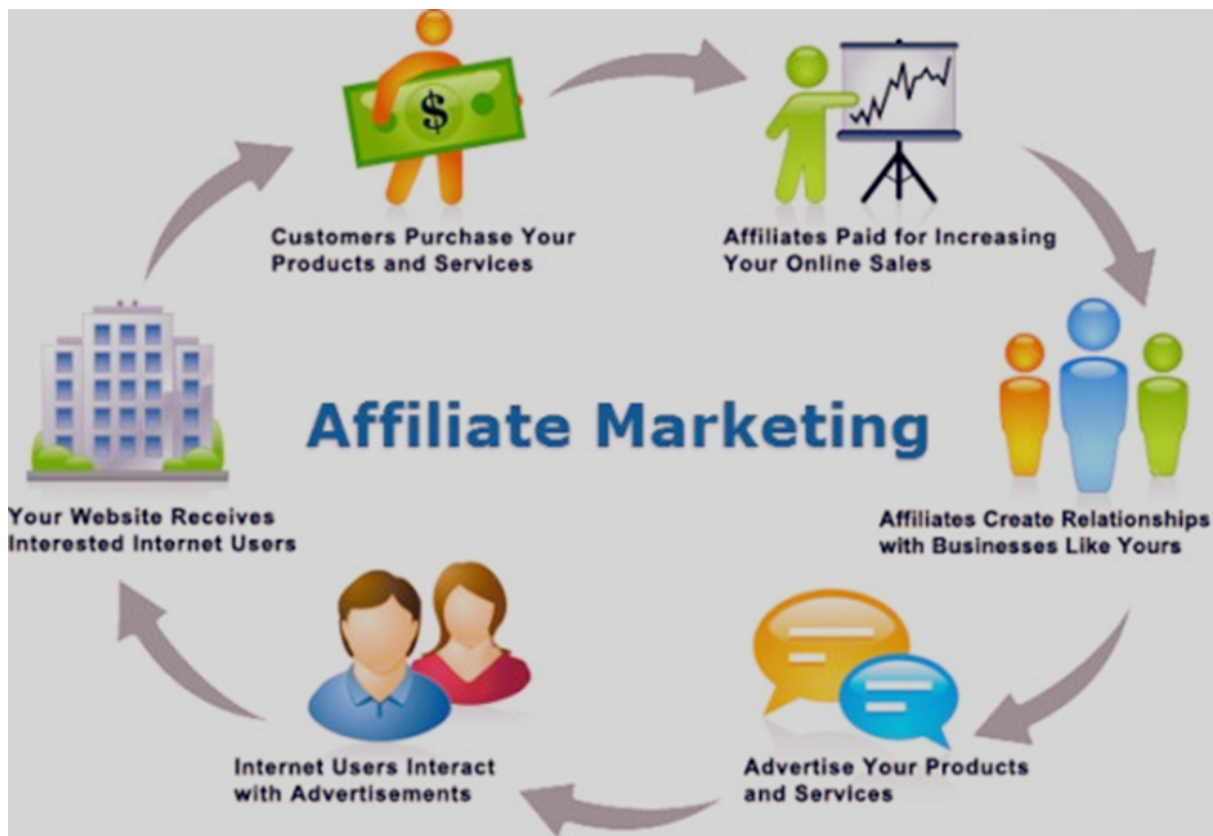 $
Customers Purchase Your
Products and Services
Affiliates Paid for Increasing
Your Online Sales
Affiliate Marketing
Your Website Receives
Interested Internet Users
Affiliates Create Relationships
with Businesses Like Yours
Internet Users Interact
with Advertisements
Advertise Your Products
and Services